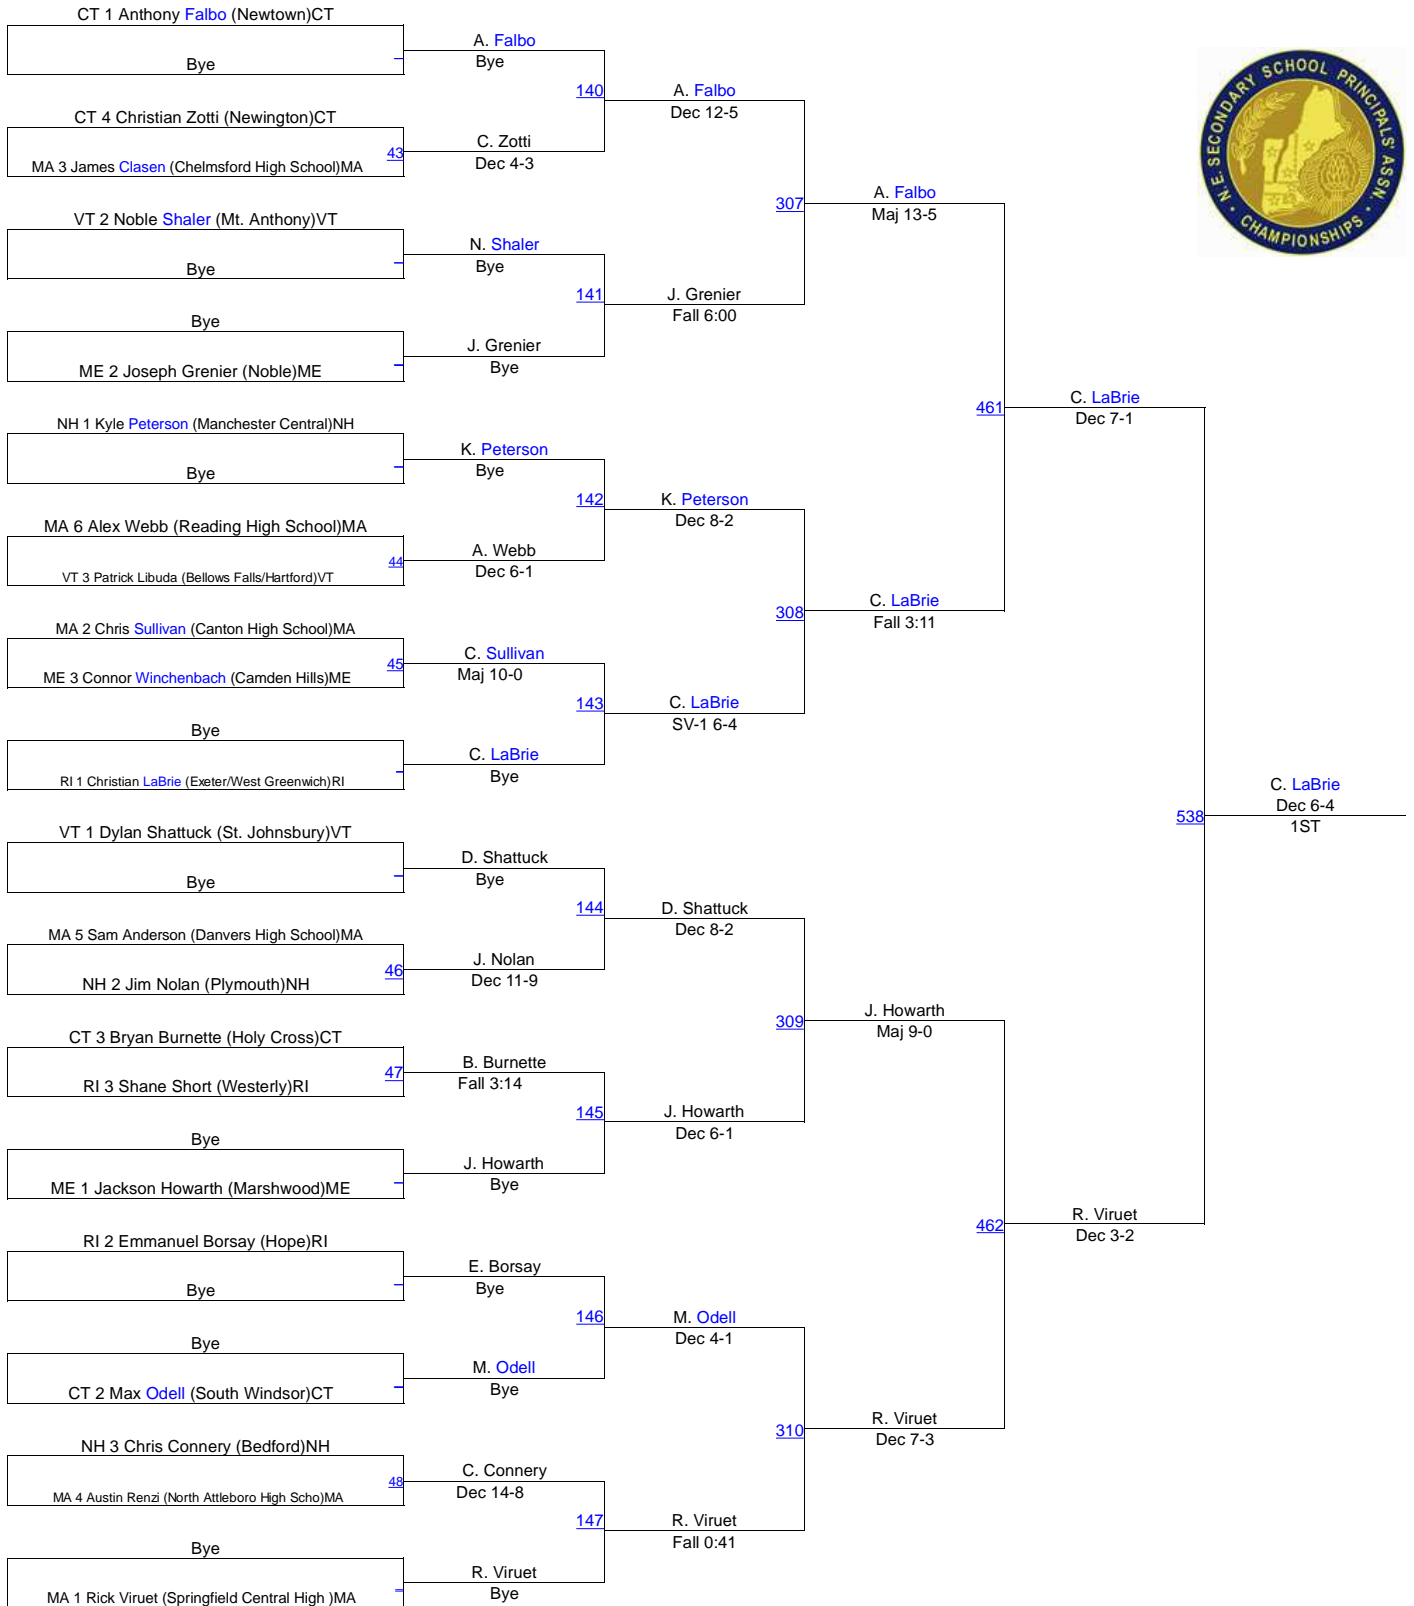 CT 1 Anthony Falbo (Newtown)CT
Bye
CT 4 Christian Zotti (Newington)CT
43
MA 3 James Clasen (Chelmsford High School)MA
VT 2 Noble Shaler (Mt. Anthony)VT
Bye
Bye
ME 2 Joseph Grenier (Noble)ME
NH 1 Kyle Peterson (Manchester Central)NH
Bye
MA 6 Alex Webb (Reading High School)MA
44
VT 3 Patrick Libuda (Bellows Falls/Hartford)VT
MA 2 Chris Sullivan (Canton High School)MA
45
ME 3 Connor Winchenbach (Camden Hills)ME
Bye
RI 1 Christian LaBrie (Exeter/West Greenwich)RI
VT 1 Dylan Shattuck (St. Johnsbury)VT
Bye
MA 5 Sam Anderson (Danvers High School)MA
46
NH 2 Jim Nolan (Plymouth)NH
CT 3 Bryan Burnette (Holy Cross)CT
47
RI 3 Shane Short (Westerly)RI
Bye
ME 1 Jackson Howarth (Marshwood)ME
RI 2 Emmanuel Borsay (Hope)RI
Bye
Bye
CT 2 Max Odell (South Windsor)CT
NH 3 Chris Connery (Bedford)NH
48
MA 4 Austin Renzi (North Attleboro High Scho)MA
Bye
MA 1 Rick Viruet (Springfield Central High )MA
A. Falbo
Bye
140
C. Zotti
Dec 4-3
N. Shaler
Bye
141
J. Grenier
Bye
K. Peterson
Bye
142
A. Webb
Dec 6-1
C. Sullivan
Maj 10-0
143
C. LaBrie
Bye
D. Shattuck
Bye
144
J. Nolan
Dec 11-9
B. Burnette
Fall 3:14
145
J. Howarth
Bye
E. Borsay
Bye
146
M. Odell
Bye
C. Connery
Dec 14-8
147
R. Viruet
Bye
A. Falbo
Dec 12-5
307
J. Grenier
Fall 6:00
K. Peterson
Dec 8-2
308
C. LaBrie
SV-1 6-4
D. Shattuck
Dec 8-2
309
J. Howarth
Dec 6-1
M. Odell
Dec 4-1
310
R. Viruet
Fall 0:41
A. Falbo
Maj 13-5
461
C. LaBrie
Fall 3:11
J. Howarth
Maj 9-0
462
R. Viruet
Dec 7-3
C. LaBrie
Dec 7-1
538
R. Viruet
Dec 3-2
C. LaBrie
Dec 6-4
1ST
N.E. SECONDARY SCHOOL PRINCIPALS' ASSN.
CHAMPIONSHIPS